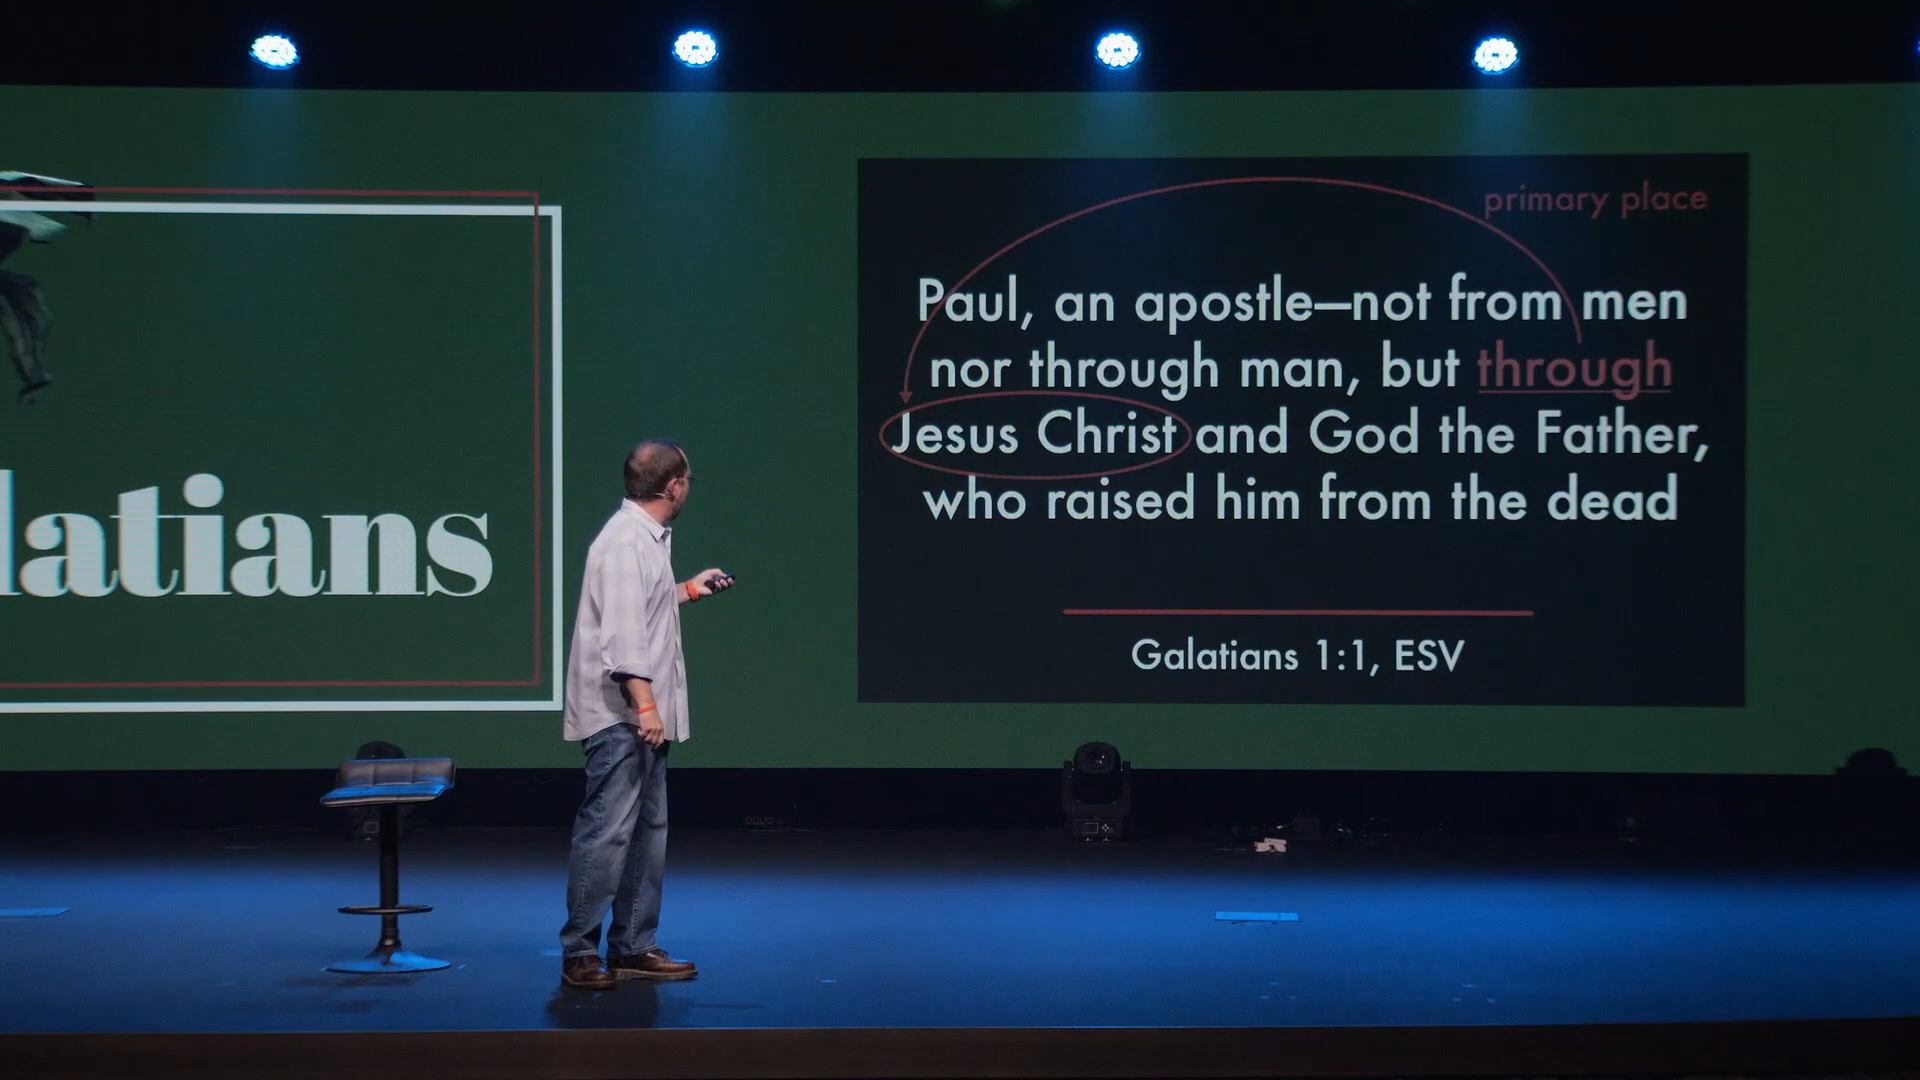 latians
primary place
Paul, an apostle—not from men
nor through man, but through
Jesus Christ and God the Father,
who raised him from the dead
Galatians 1:1, ESV